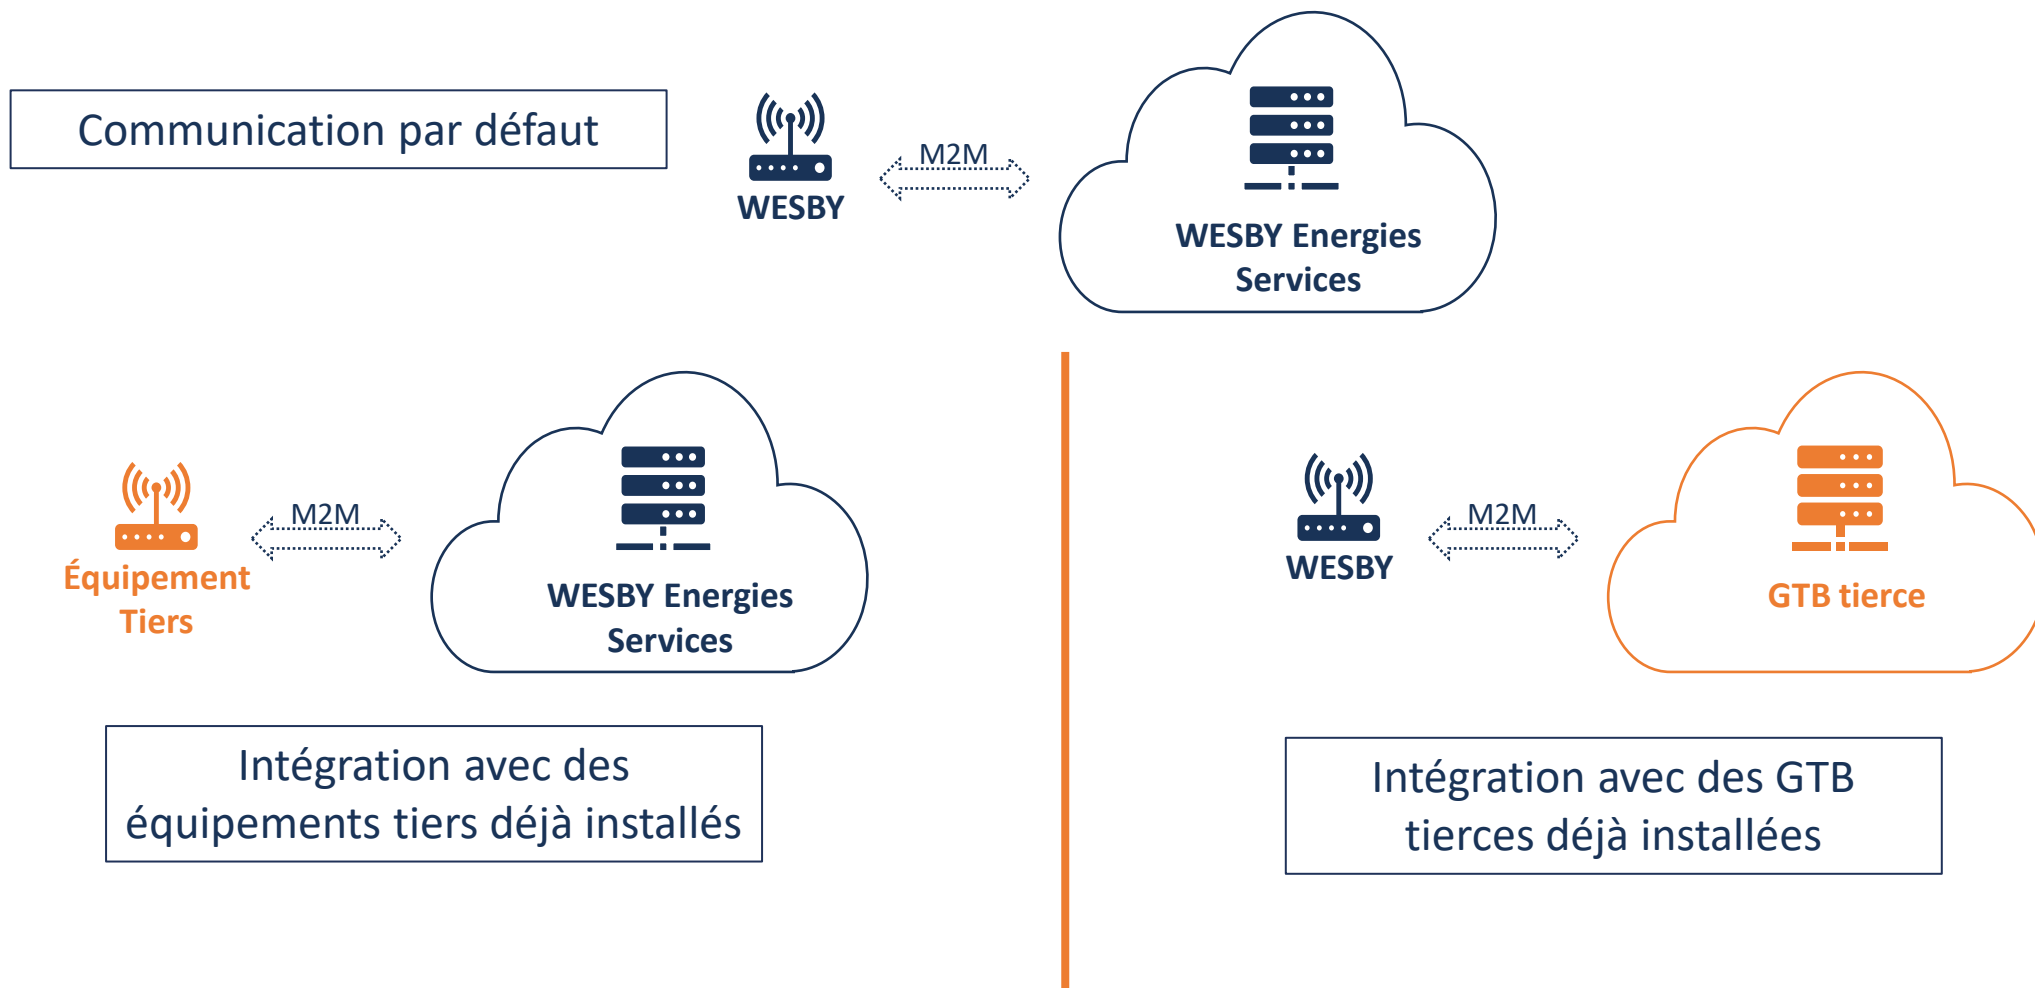 Communication par défaut
M2M
WESBY
WESBY Energies
Services
M2M
Équipement
Tiers
WESBY Energies
Services
Intégration avec des
équipements tiers déjà installés
M2M
WESBY
GTB tierce
Intégration avec des GTB
tierces déjà installées